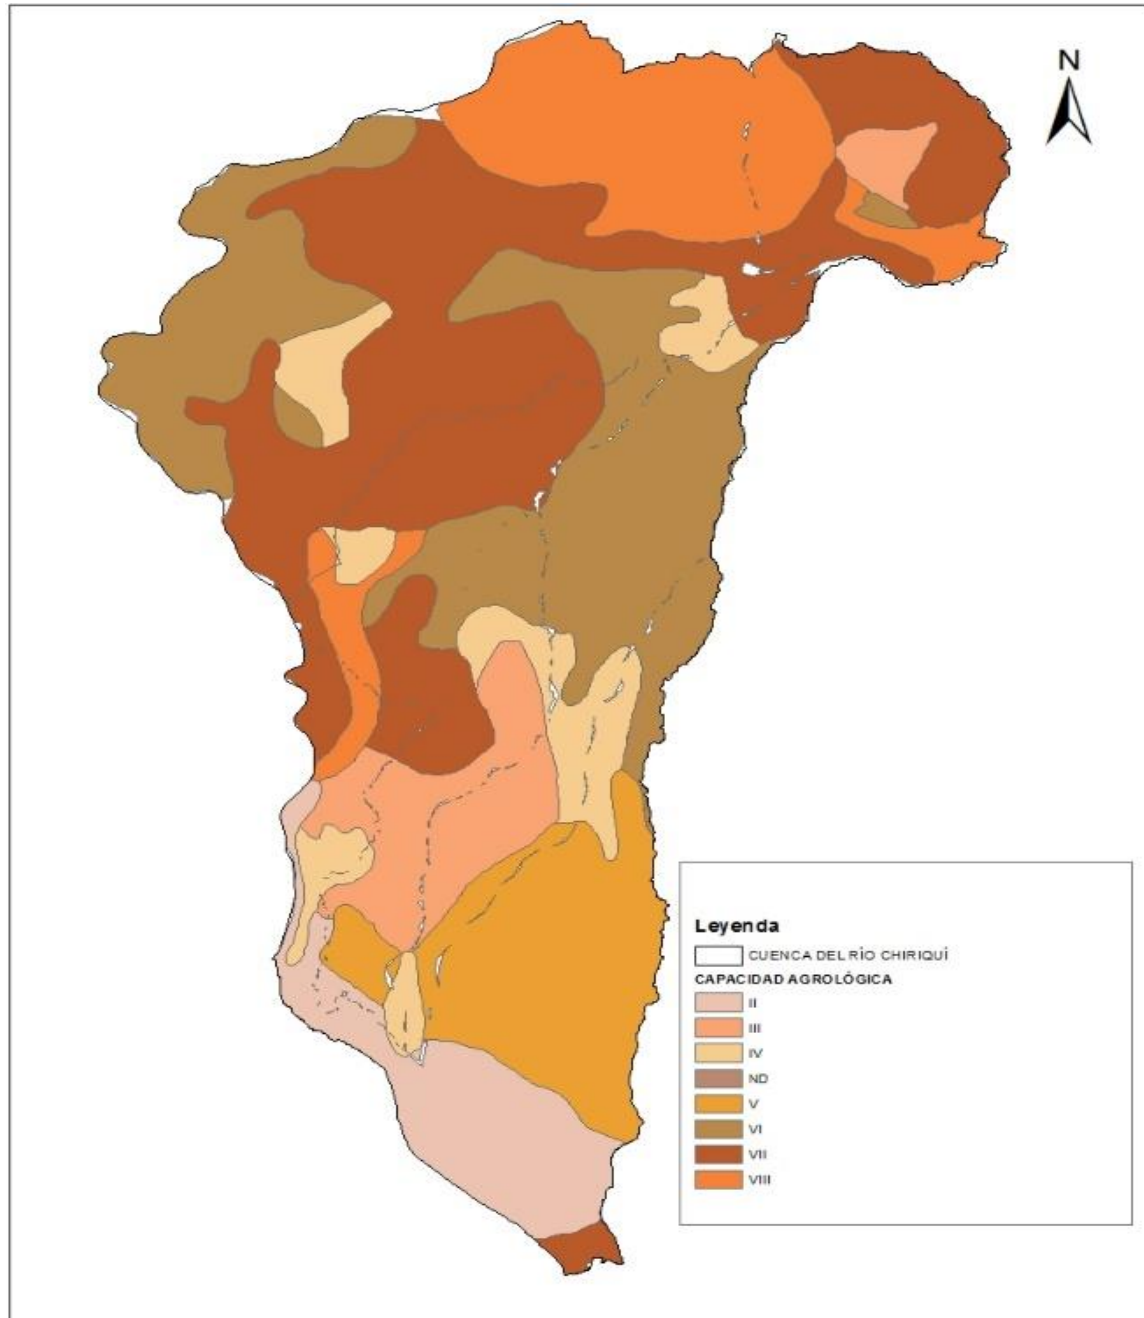 N
Leyenda
CUENCA DEL RÍO CHIRIQUÍ
CAPACIDAD AGROLÓGICA
II
III
IV
ND
V
VI
VII
VIII